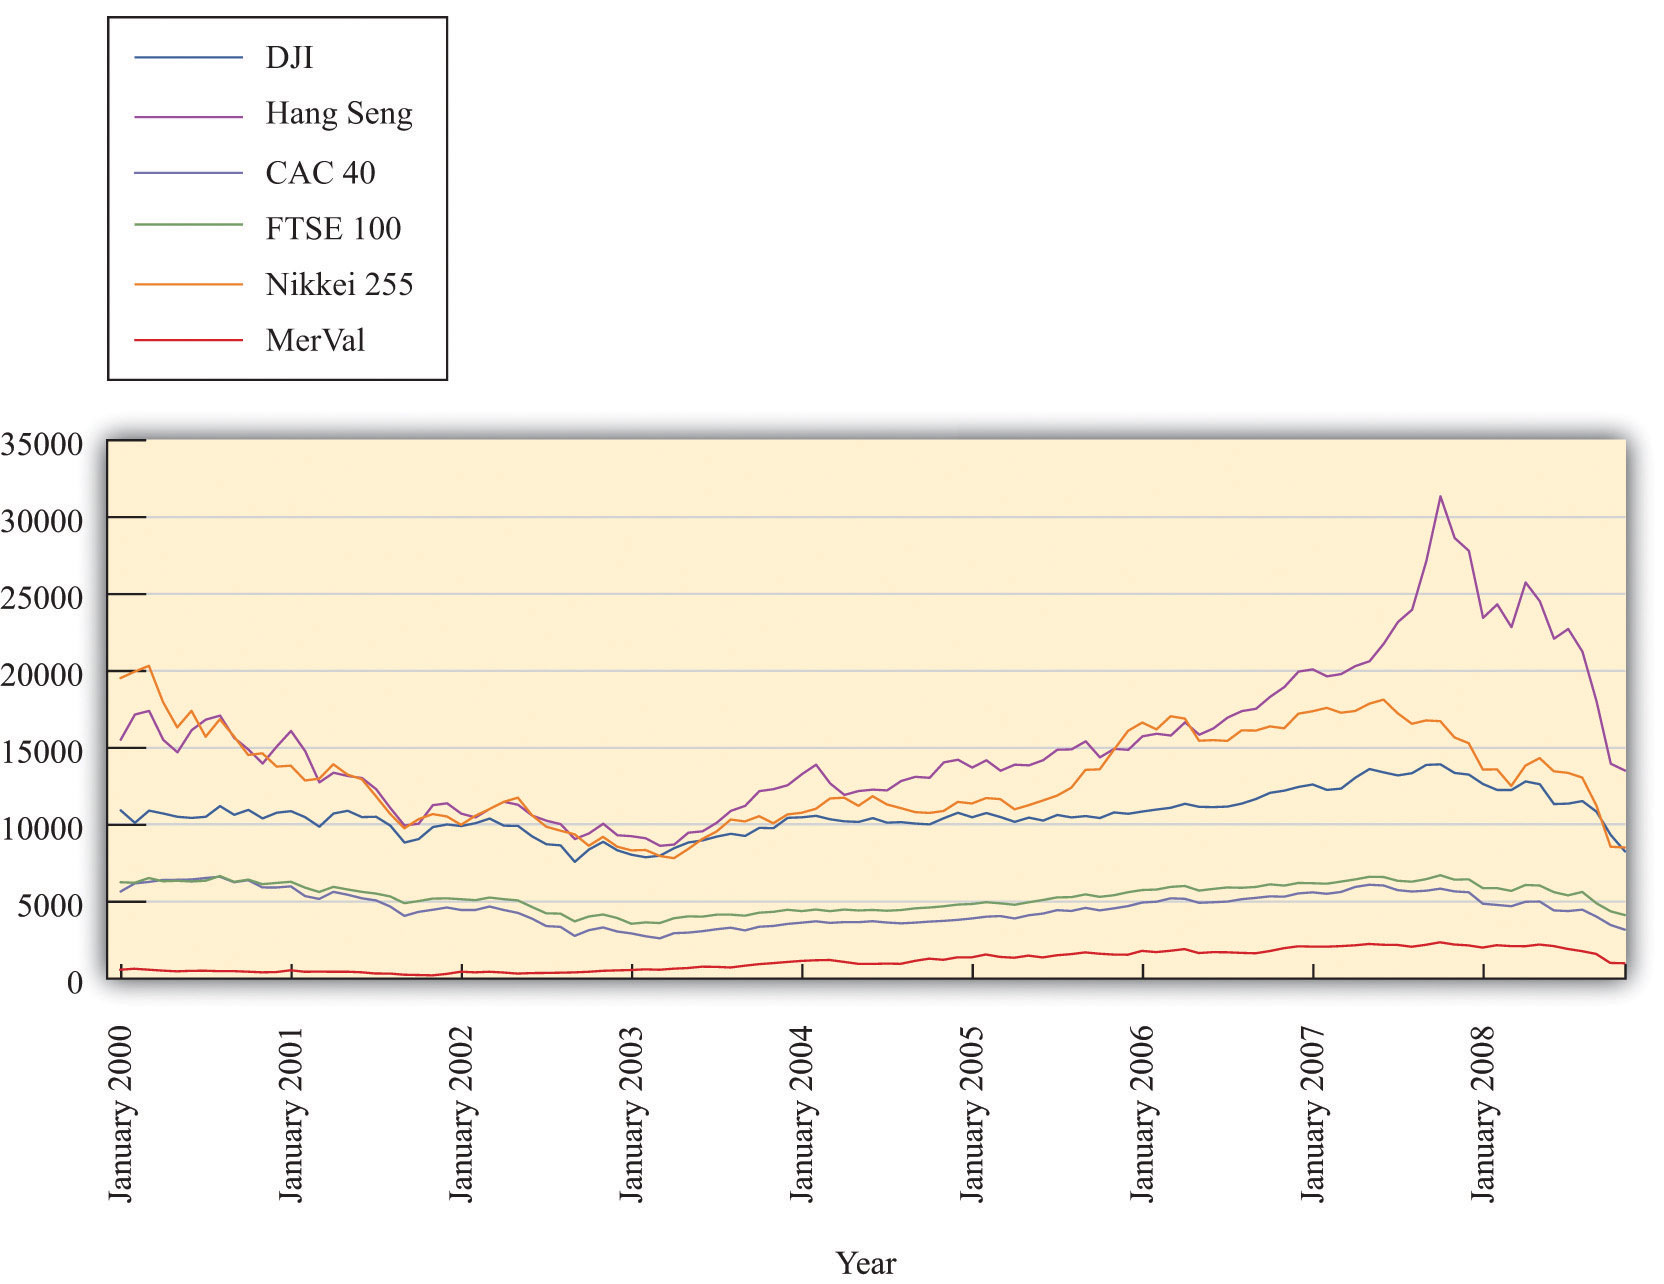 DJI
Hang Seng
CAC 40
FTSE 100
Nikkei 255
MerVal
35000
30000
25000
20000
15000
10000
5000
0
January 2000
January 2001
January 2002
January 2003
January 2004
January 2005
January 2006
January 2007
January 2008
Year